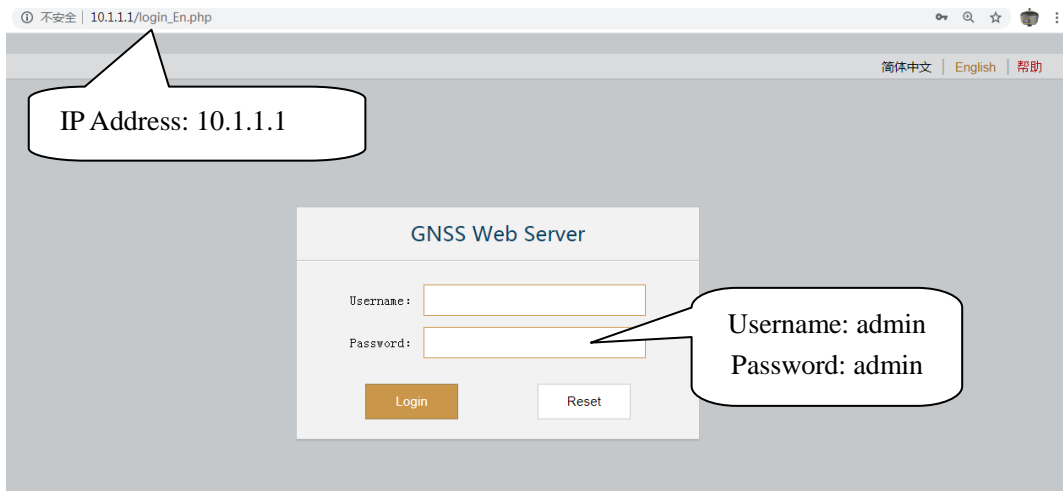 不安全 10.1.1.1/login_En.php
简体中文 English 帮助
IP Address: 10.1.1.1
GNSS Web Server
Username:
Password:
Username: admin
Password: admin
Login Reset